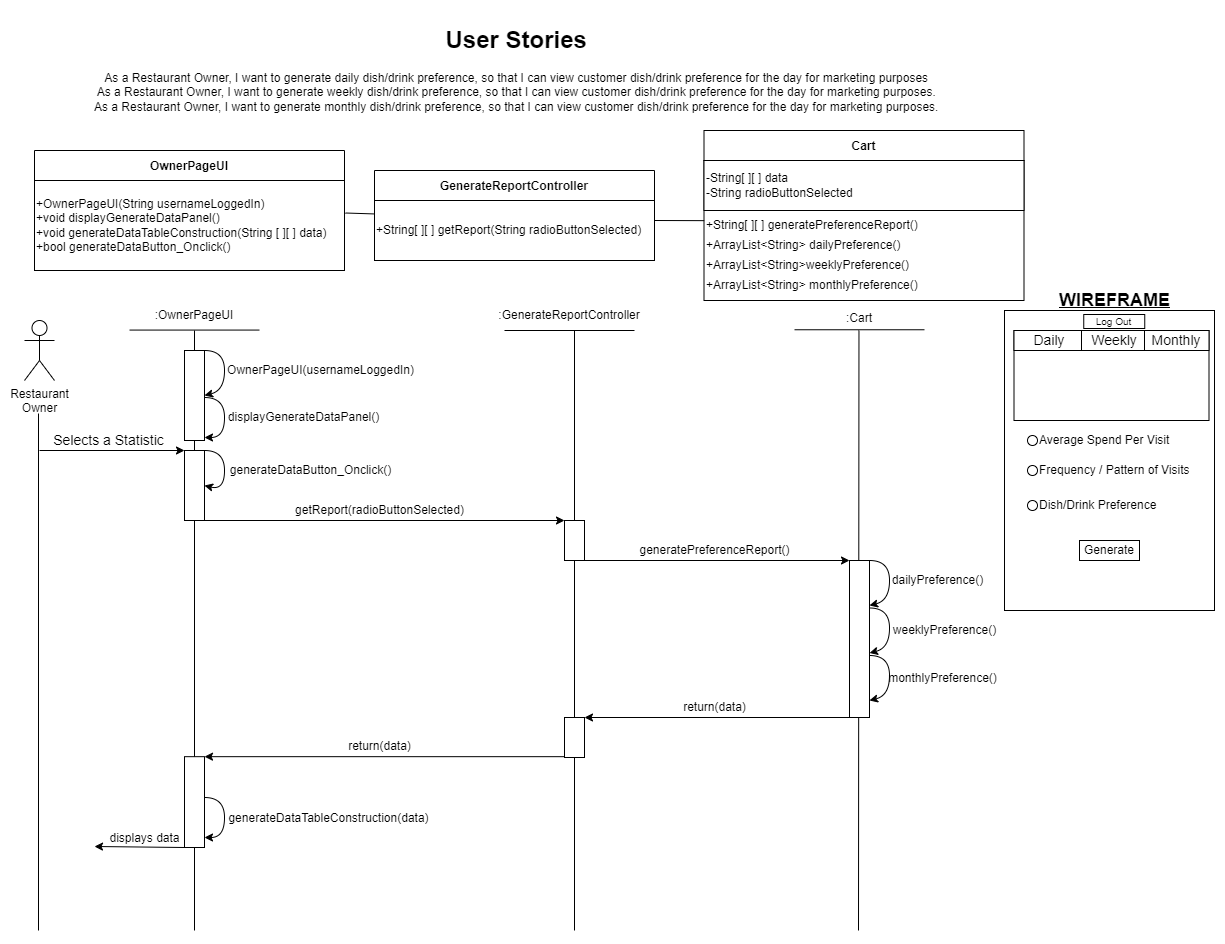 User Stories
As a Restaurant Owner, I want to generate daily dish/drink preference, so that I can view customer dish/drink preference for the day for marketing purposes
As a Restaurant Owner, I want to generate weekly dish/drink preference, so that I can view customer dish/drink preference for the day for marketing purposes.
As a Restaurant Owner, I want to generate monthly dish/drink preference, so that I can view customer dish/drink preference for the day for marketing purposes.
OwnerPageUI
+OwnerPageUI(String usernameLoggedIn)
+void displayGenerateDataPanel()
+void generateDataTableConstruction(String [ ][ ] data)
+bool generateDataButton_Onclick()
GenerateReportController
+String[ ][ ] getReport(String radioButtonSelected)
Cart
-String[ ][ ] data
-String radioButtonSelected
+String[ ][ ] generatePreferenceReport()
+ArrayList<String> dailyPreference()
+ArrayList<String>weeklyPreference()
+ArrayList<String> monthlyPreference()
WIREFRAME
Log Out
Daily Weekly Monthly
Average Spend Per Visit
Frequency / Pattern of Visits
Dish/Drink Preference
Generate
:OwnerPageUI
:GenerateReportController
:Cart
Restaurant
Owner
OwnerPageUI(usernameLoggedIn)
displayGenerateDataPanel()
Selects a Statistic
generateDataButton_Onclick()
getReport(radioButtonSelected)
generatePreferenceReport()
dailyPreference()
weeklyPreference()
monthlyPreference()
return(data)
return(data)
generateDataTableConstruction(data)
displays data